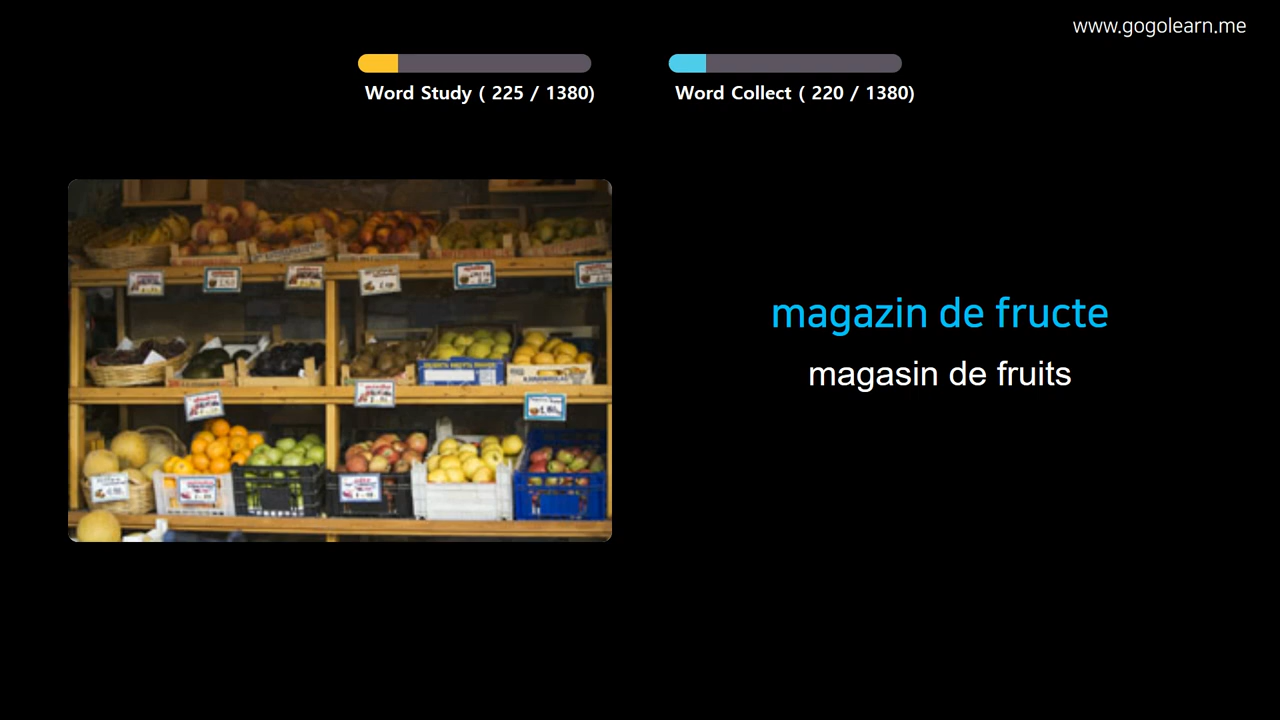 www.gogolearn.me
Word Study ( 225 / 1380)
Word Collect ( 220 / 1380)
magazin de fructe
magasin de fruits